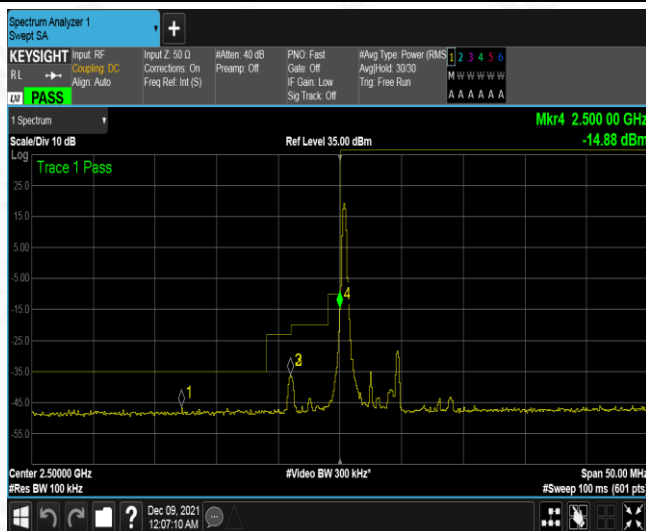 Spectrum Analyzer 1
Swept SA
+
KEYSIGHT
RL
LXI PASS
Input: RF
Coupling: DC
Align: Auto
Input Z: 50 Ω
Corrections: On
Freq Ref: Int (S)
#Atten: 40 dB
Preamp: Off
PNO: Fast
Gate: Off
IF Gain: Low
Sig Track: Off
#Avg Type: Power (RMS
Avg|Hold: 30/30
Trig: Free Run
1 2 3 4 5 6
M W W W W W
A A A A A A
1 Spectrum
Mkr4 2.500 00 GHz
Scale/Div 10 dB
Ref Level 35.00 dBm
-14.88 dBm
Log
Trace 1 Pass
25.0
15.0
5.00
-5.00
4
-15.0
-25.0
-35.0
1
-45.0
-55.0
Center 2.50000 GHz
#Video BW 300 kHz*
Span 50.00 MHz
#Res BW 100 kHz
#Sweep 100 ms (601 pts)
?
Dec 09, 2021
12:07:10 AM